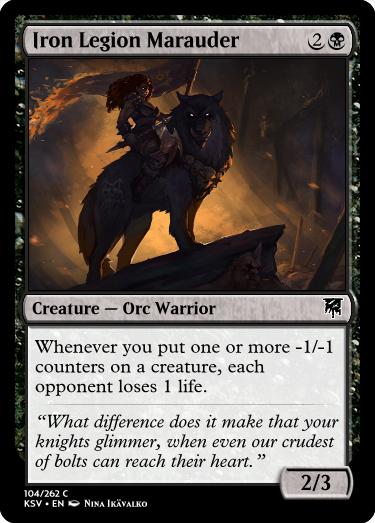 Iron Legion Marauder 2
Creature — Orc Warrior
Whenever you put one or more -1/-1
counters on a creature, each
opponent loses 1 life.
“What difference does it make that your
knights glimmer, when even our crudest
of bolts can reach their heart.”
2/3
104/262 C
KSV • EN Nina Ikävalko